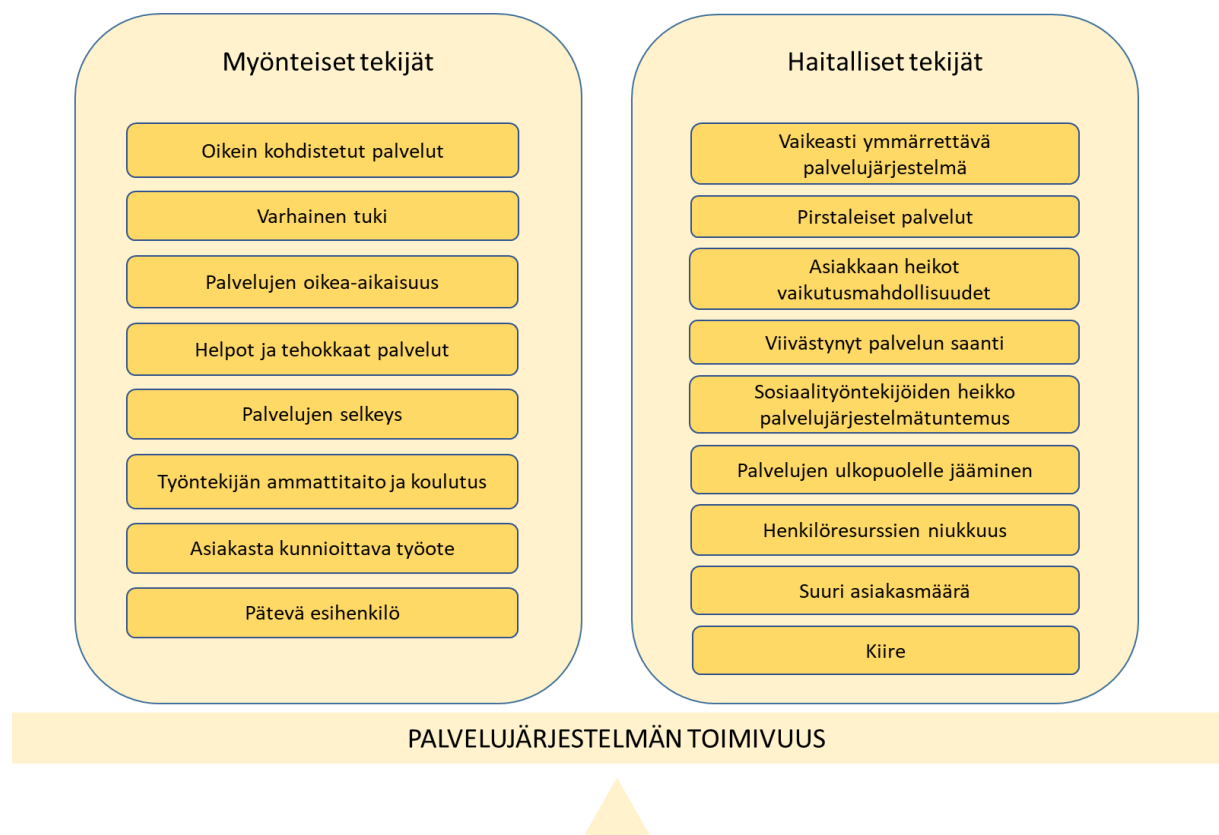 Myönteiset tekijät
Oikein kohdistetut palvelut
Varhainen tuki
Palvelujen oikea-aikaisuus
Helpot ja tehokkaat palvelut
Palvelujen selkeys
Työntekijän ammattitaito ja koulutus
Asiakasta kunnioittava työote
Pätevä esihenkilö
Haitalliset tekijät
Vaikeasti ymmärrettävä
palvelujärjestelmä
Pirstaleiset palvelut
Asiakkaan heikot
vaikutusmahdollisuudet
Viivästynyt palvelun saanti
Sosiaalityöntekijöiden heikko
palvelujärjestelmätuntemus
Palvelujen ulkopuolelle jääminen
Henkilöresurssien niukkuus
Suuri asiakasmäärä
Kiire
PALVELUJÄRJESTELMÄN TOIMIVUUS